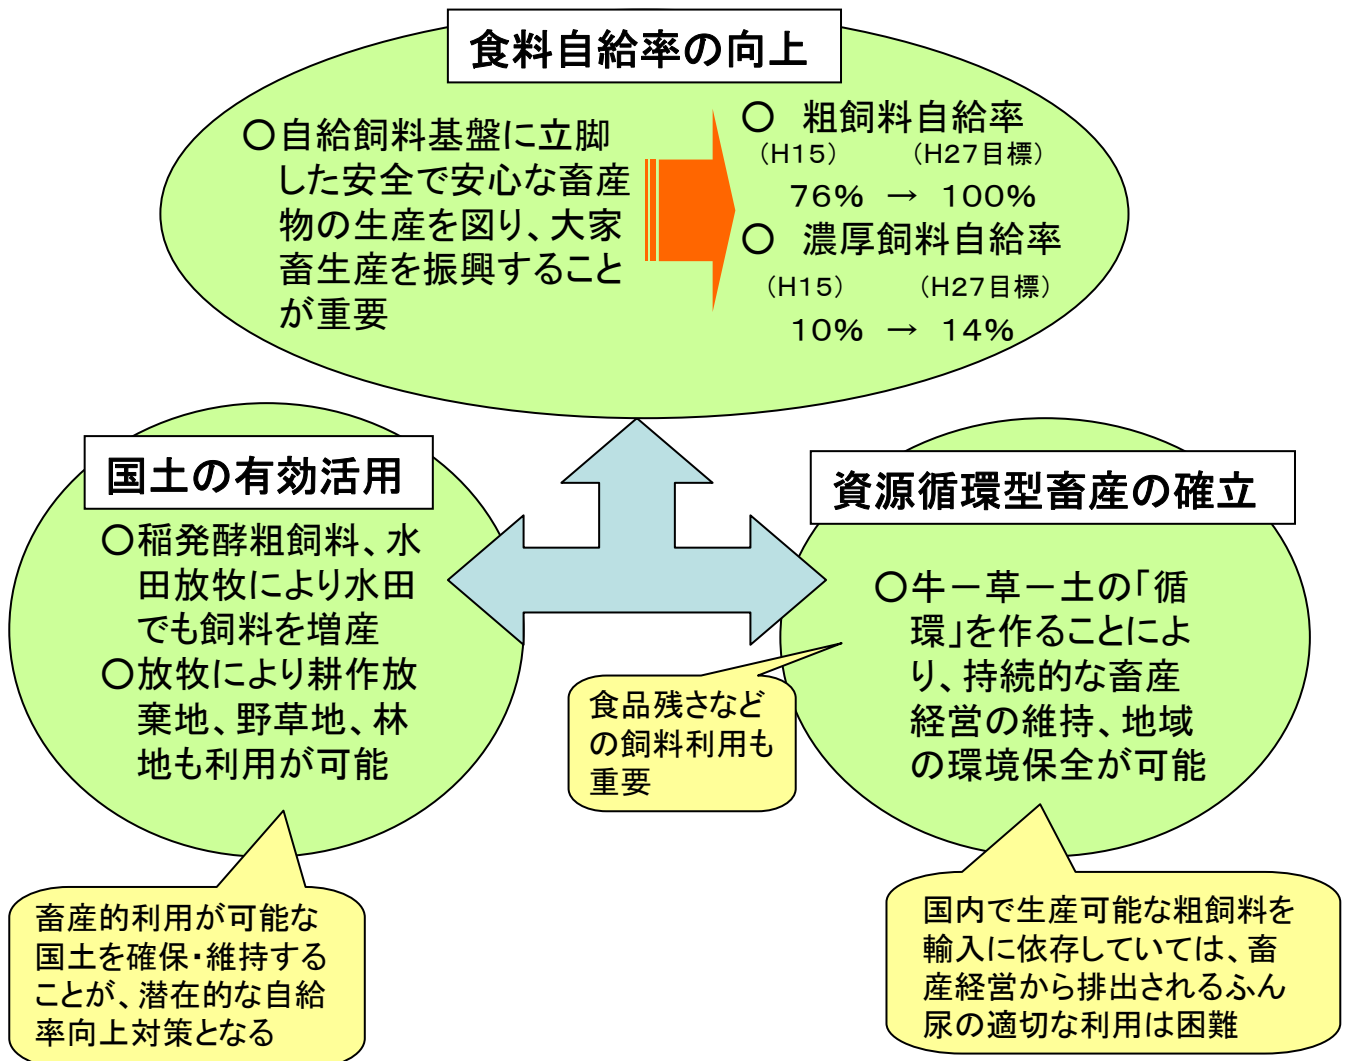 食料自給率の向上
○自給飼料基盤に立脚
した安全で安心な畜産
物の生産を図り、大家
畜生産を振興すること
が重要
○ 粗飼料自給率
(H15) (H27目標)
76% → 100%
○ 濃厚飼料自給率
(H15) (H27目標)
10% → 14%
国土の有効活用
○稲発酵粗飼料、水
田放牧により水田
でも飼料を増産
○放牧により耕作放
棄地、野草地、林
地も利用が可能
資源循環型畜産の確立
○牛－草－土の「循
環」を作ることによ
り、持続的な畜産
経営の維持、地域
の環境保全が可能
食品残さなど
の飼料利用も
重要
畜産的利用が可能な
国土を確保・維持する
ことが、潜在的な自給
率向上対策となる
国内で生産可能な粗飼料を
輸入に依存していては、畜
産経営から排出されるふん
尿の適切な利用は困難